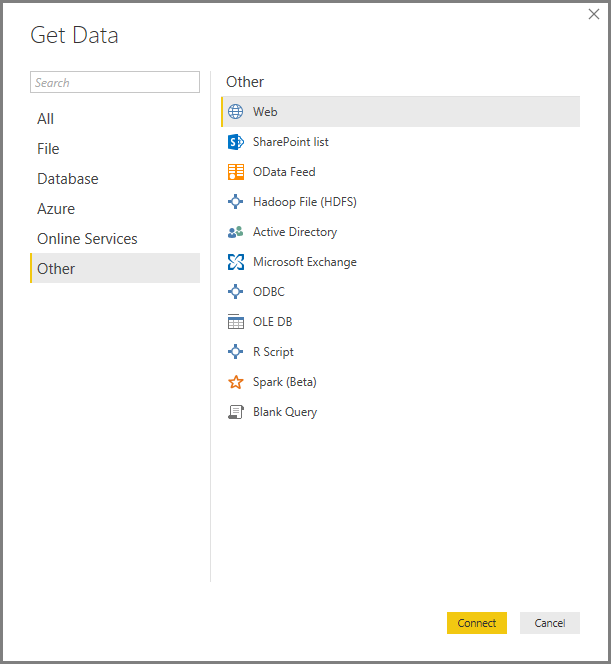 Get Data
Search
All
File
Database
Azure
Online Services
Other
Other
Web
SharePoint list
OData Feed
Hadoop File (HDFS)
Active Directory
Microsoft Exchange
ODBC
OLE DB
R Script
Spark (Beta)
Blank Query
Connect
Cancel